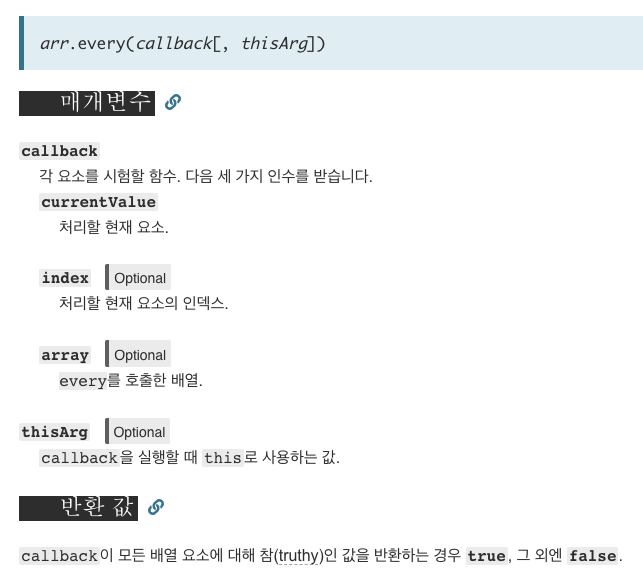 arr.every(callback[, thisArg])
매개변수
callback
각 요소를 시험할 함수. 다음 세 가지 인수를 받습니다.
currentValue
처리할 현재 요소.
index Optional
처리할 현재 요소의 인덱스.
array Optional
every를 호출한 배열.
thisArg Optional
callback을 실행할 때 this로 사용하는 값.
반환 값
callback이 모든 배열 요소에 대해 참(truthy)인 값을 반환하는 경우 true, 그 외엔 false.